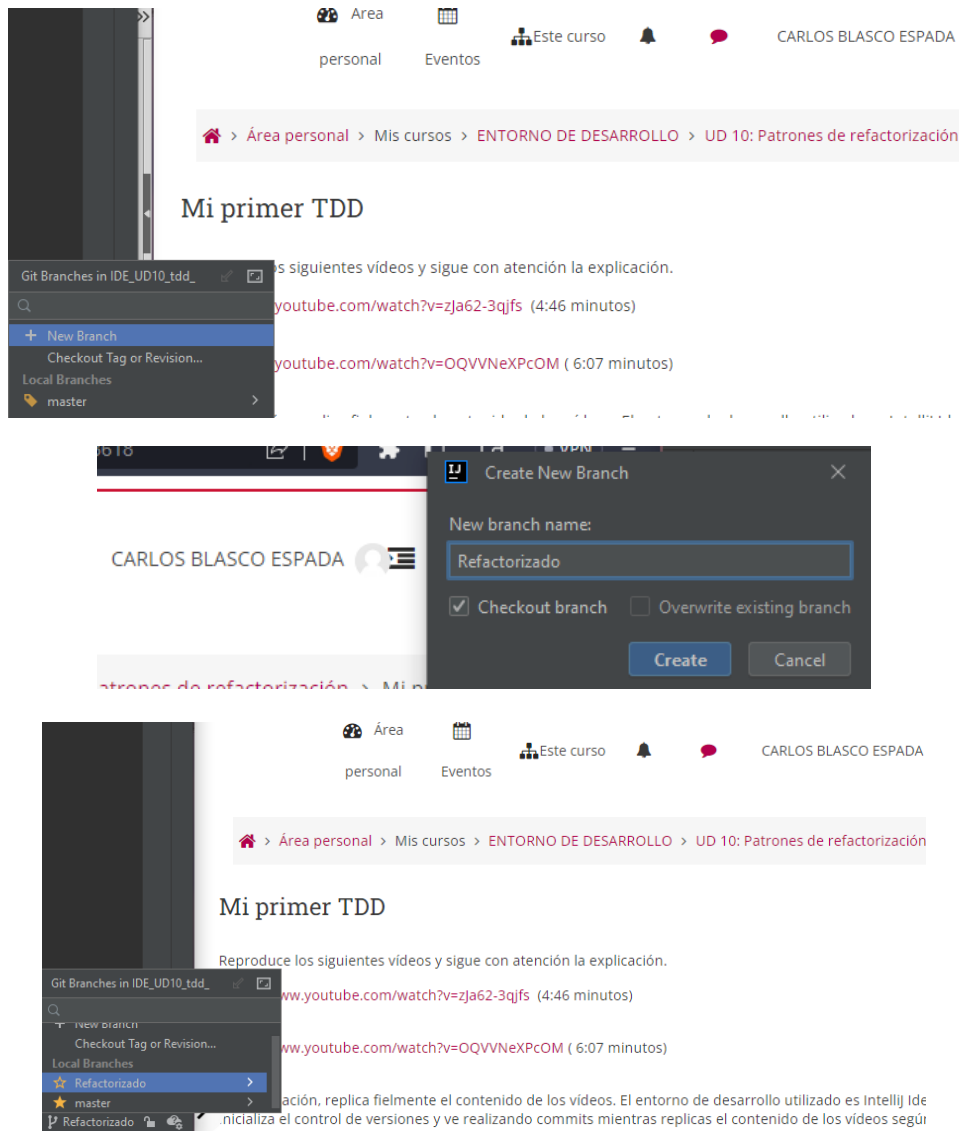 Área
personal
Eventos
Este curso
CARLOS BLASCO ESPADA
> Área personal > Mis cursos > ENTORNO DE DESARROLLO > UD 10: Patrones de refactorización
Mi primer TDD
Git Branches in IDE_UD10_tdd_
siguientes vídeos y sigue con atención la explicación.
youtube.com/watch?v=zJa62-3qjfs (4:46 minutos)
+ New Branch
Checkout Tag or Revision...
youtube.com/watch?v=OQVVNeXPcOM ( 6:07 minutos)
Local Branches
master >
VPN
Create New Branch
New branch name:
CARLOS BLASCO ESPADA
Refactorizado
Checkout branch
Overwrite existing branch
Create
Cancel
atrones de refactorización >
Área
personal
Eventos
Este curso
CARLOS BLASCO ESPADA
> Área personal > Mis cursos > ENTORNO DE DESARROLLO > UD 10: Patrones de refactorización
Mi primer TDD
Reproduce los siguientes vídeos y sigue con atención la explicación.
Git Branches in IDE_UD10_tdd_
ww.youtube.com/watch?v=zJa62-3qjfs (4:46 minutos)
+ New Branch
Checkout Tag or Revision...
ww.youtube.com/watch?v=OQVVNeXPcOM ( 6:07 minutos)
Local Branches
Refactorizado >
master >
ación, replica fielmente el contenido de los vídeos. El entorno de desarrollo utilizado es IntelliJ Ide
Refactorizado
nicializa el control de versiones y ve realizando commits mientras replicas el contenido de los vídeos según